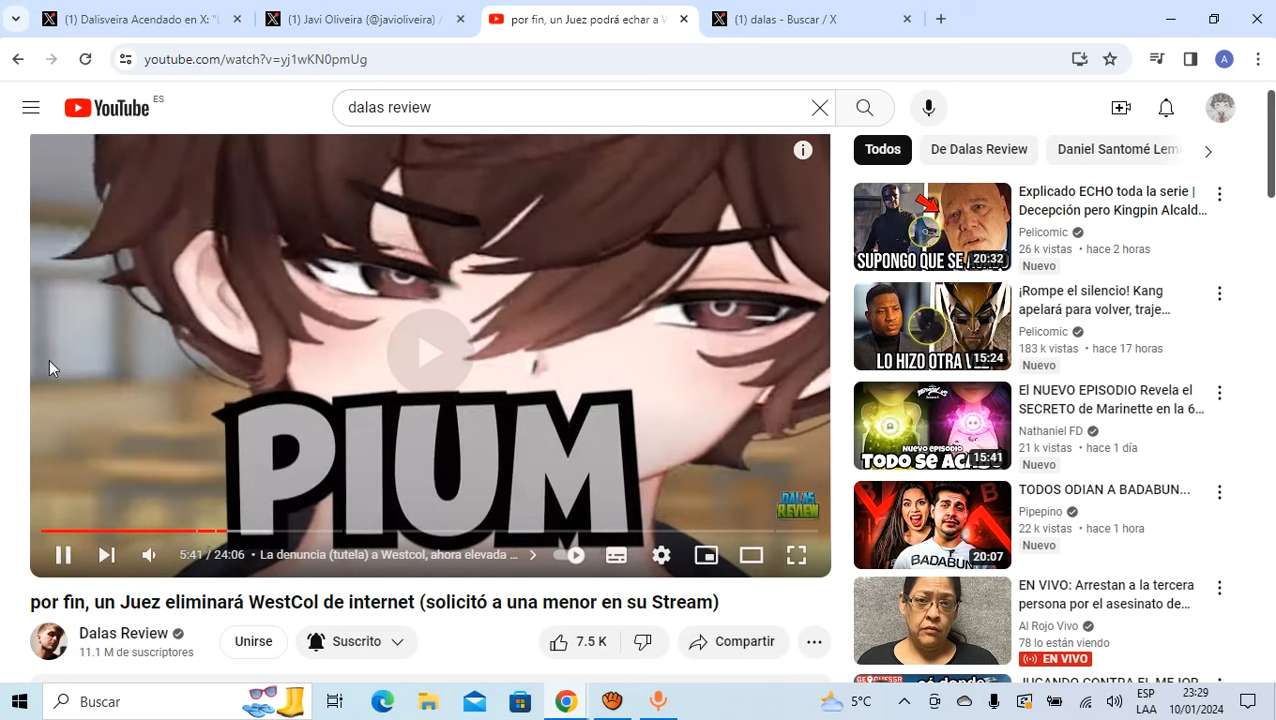 (1) Dalisveira Acendado en X: "L
(1) Javi Oliveira (@javioliveira) /
por fin, un Juez podrá echar a W
(1) dalas - Buscar / X
youtube.com/watch?v=yj1wKN0pmUg
A
YouTube ES
dalas review
Todos
De Dalas Review
Daniel Santomé Lem
PIUM
DALAS
REVIEW
5:41 / 24:06 • La denuncia (tutela) a Westcol, ahora elevada ...
por fin, un Juez eliminará WestCol de internet (solicitó a una menor en su Stream)
Dalas Review
11.1 M de suscriptores
Unirse
Suscrito
7.5 K
Compartir
SUPONGO QUE SE
20:32
Explicado ECHO toda la serie |
Decepción pero Kingpin Alcald...
Pelicomic
26 k vistas • hace 2 horas
Nuevo
LO HIZO OTRA VEZ
15:24
¡Rompe el silencio! Kang
apelará para volver, traje...
Pelicomic
183 k vistas • hace 17 horas
Nuevo
NUEVO EPISODIO
TODO SE
15:41
El NUEVO EPISODIO Revela el
SECRETO de Marinette en la 6...
Nathaniel FD
21 k vistas • hace 1 día
Nuevo
BADABUN
20:07
TODOS ODIAN A BADABUN...
Pipepino
22 k vistas • hace 1 hora
Nuevo
EN VIVO: Arrestan a la tercera
persona por el asesinato de...
Al Rojo Vivo
78 lo están viendo
EN VIVO
GEOGUESSR
JUGANDO CONTRA EL MEJOR
Buscar
5°C
ESP
LAA
23:29
10/01/2024